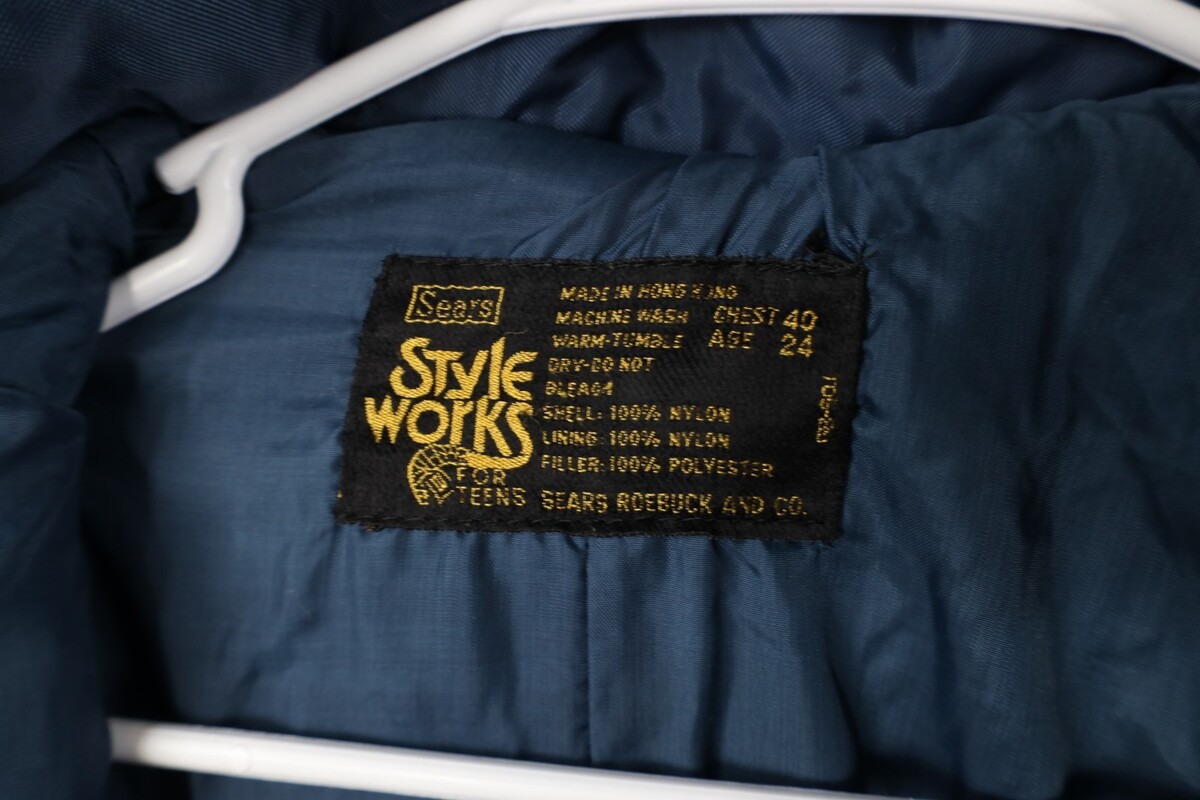 Sears
Style
WORKS
FOR
TEENS
MADE IN HONG KONG
MACHINE WASH
WARM-TUMBLE
DRY-DO NOT
BLEACH
SHELL: 100% NYLON
LINING: 100% NYLON
FILLER: 100% POLYESTER
SEARS ROEBUCK AND CO.
CHEST 40
AGE 24